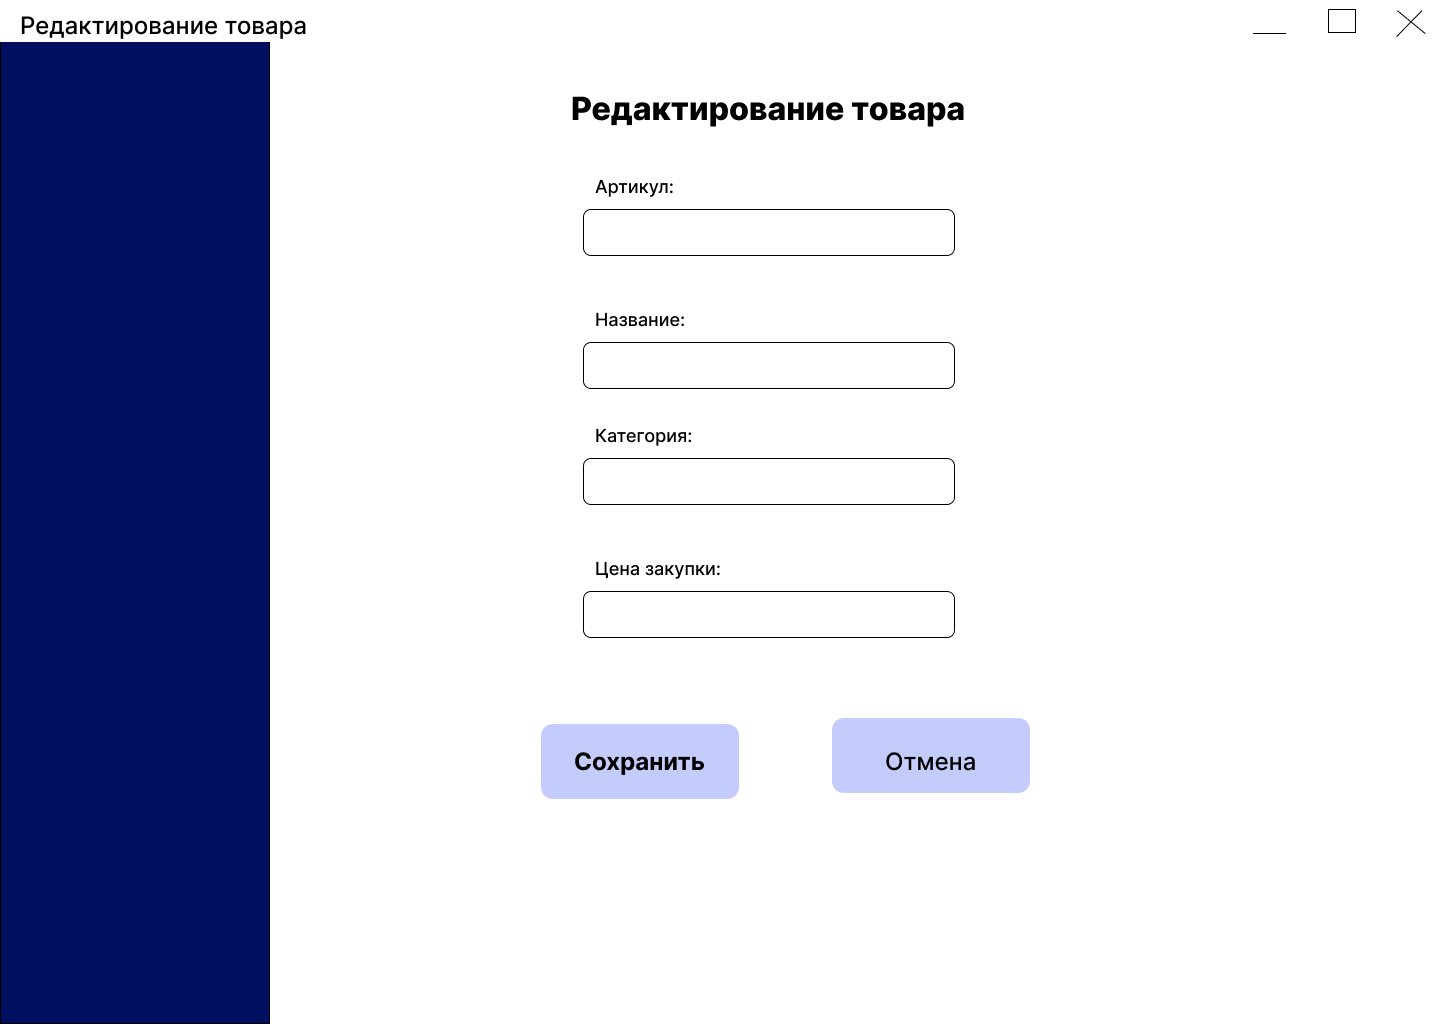 Редактирование товара
Редактирование товара
Артикул:
Название:
Категория:
Цена закупки:
Сохранить
Отмена